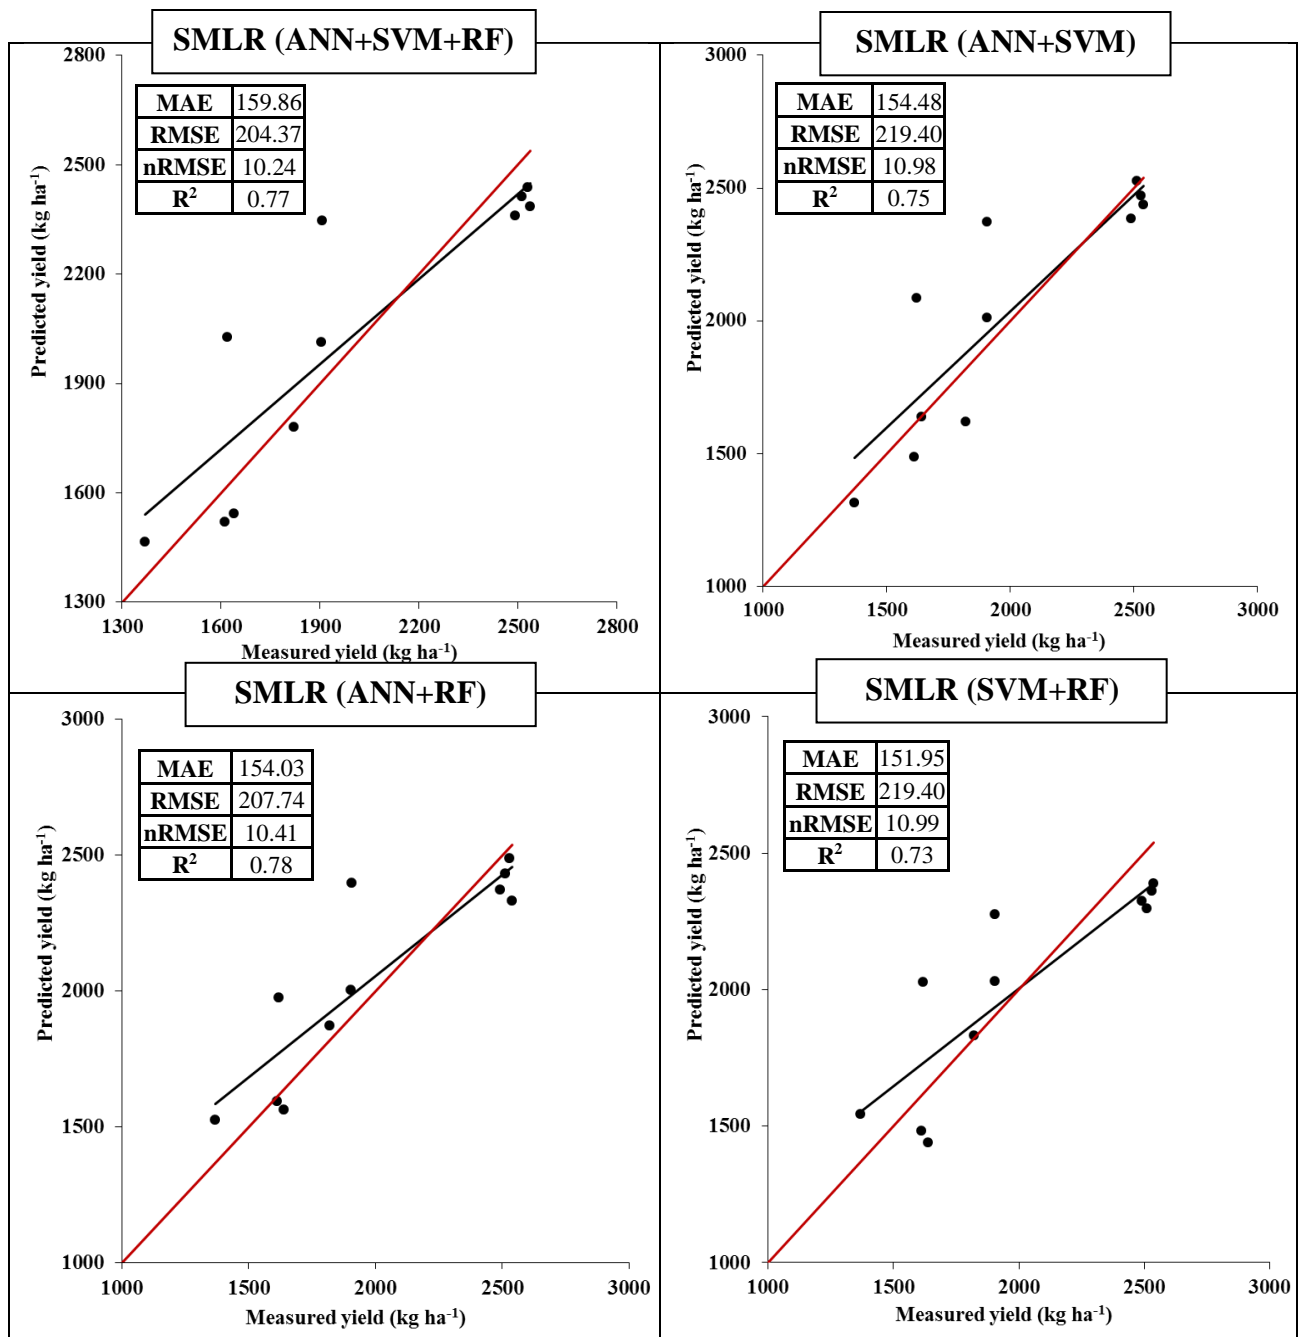 SMLR (ANN+SVM+RF)
MAE 159.86
RMSE 204.37
nRMSE 10.24
R² 0.77
Predicted yield (kg ha⁻¹)
2800
2500
2200
1900
1600
1300
1300 1600 1900 2200 2500 2800
Measured yield (kg ha⁻¹)
SMLR (ANN+SVM)
MAE 154.48
RMSE 219.40
nRMSE 10.98
R² 0.75
Predicted yield (kg ha⁻¹)
3000
2500
2000
1500
1000
1000 1500 2000 2500 3000
Measured yield (kg ha⁻¹)
SMLR (ANN+RF)
MAE 154.03
RMSE 207.74
nRMSE 10.41
R² 0.78
Predicted yield (kg ha⁻¹)
3000
2500
2000
1500
1000
1000 1500 2000 2500 3000
Measured yield (kg ha⁻¹)
SMLR (SVM+RF)
MAE 151.95
RMSE 219.40
nRMSE 10.99
R² 0.73
Predicted yield (kg ha⁻¹)
3000
2500
2000
1500
1000
1000 1500 2000 2500 3000
Measured yield (kg ha⁻¹)